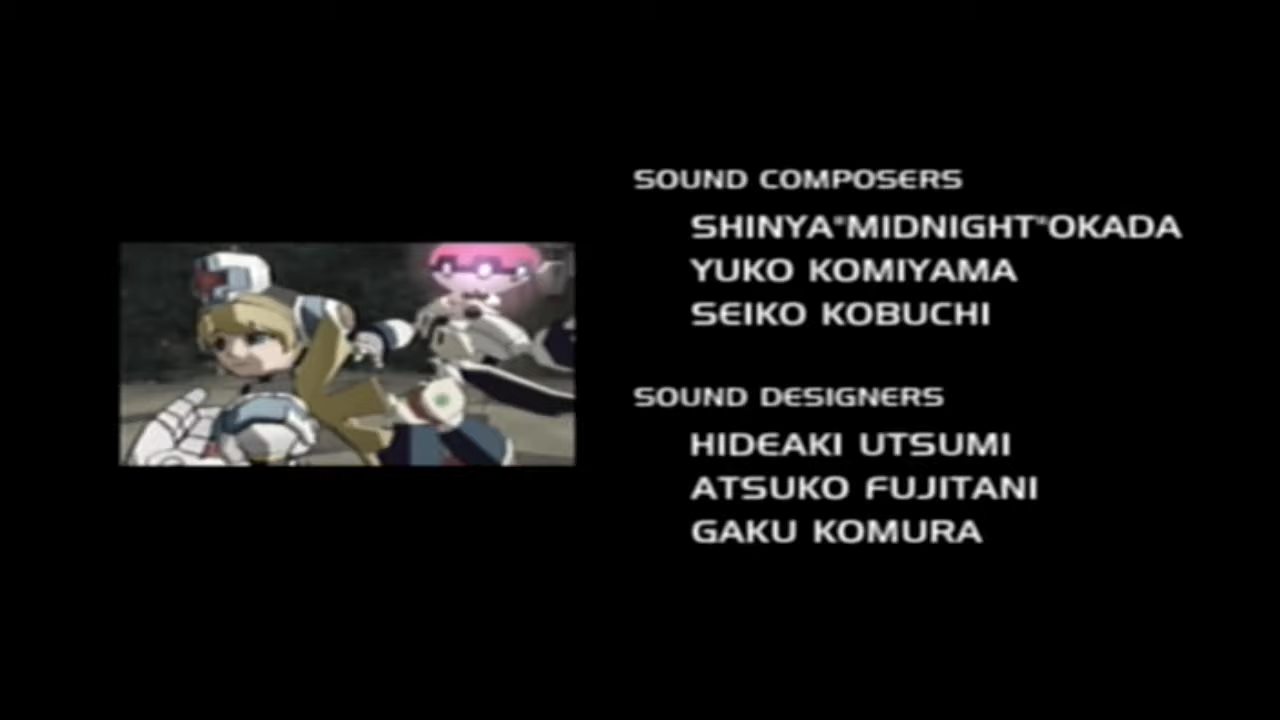 SOUND COMPOSERS
SHINYA"MIDNIGHT"OKADA
YUKO KOMIYAMA
SEIKO KOBUCHI
SOUND DESIGNERS
HIDEAKI UTSUMI
ATSUKO FUJITANI
GAKU KOMURA